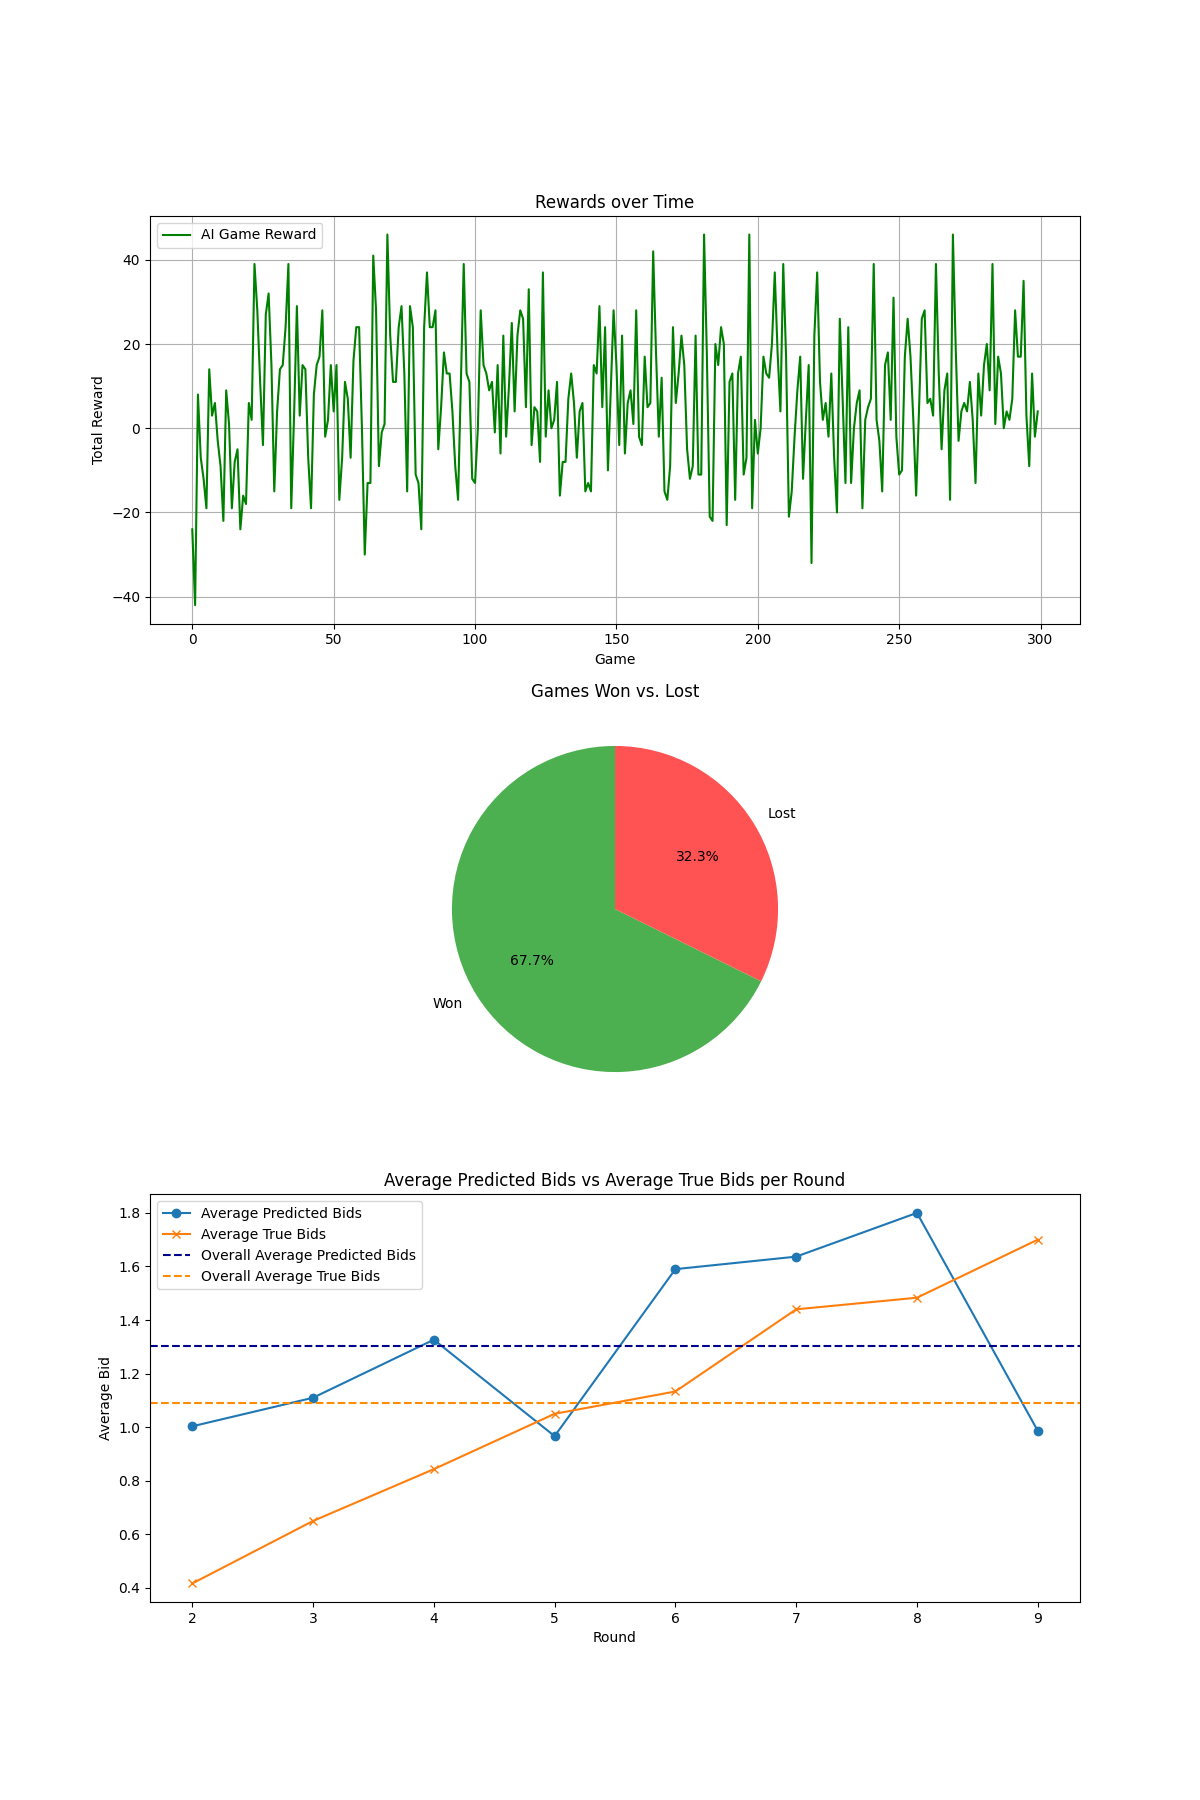 Rewards over Time
AI Game Reward
40
20
0
−20
−40
Total Reward
0 50 100 150 200 250 300
Game
Games Won vs. Lost
Lost
32.3%
67.7%
Won
Average Predicted Bids vs Average True Bids per Round
Average Predicted Bids
Average True Bids
Overall Average Predicted Bids
Overall Average True Bids
1.8
1.6
1.4
1.2
1.0
0.8
0.6
0.4
Average Bid
2 3 4 5 6 7 8 9
Round